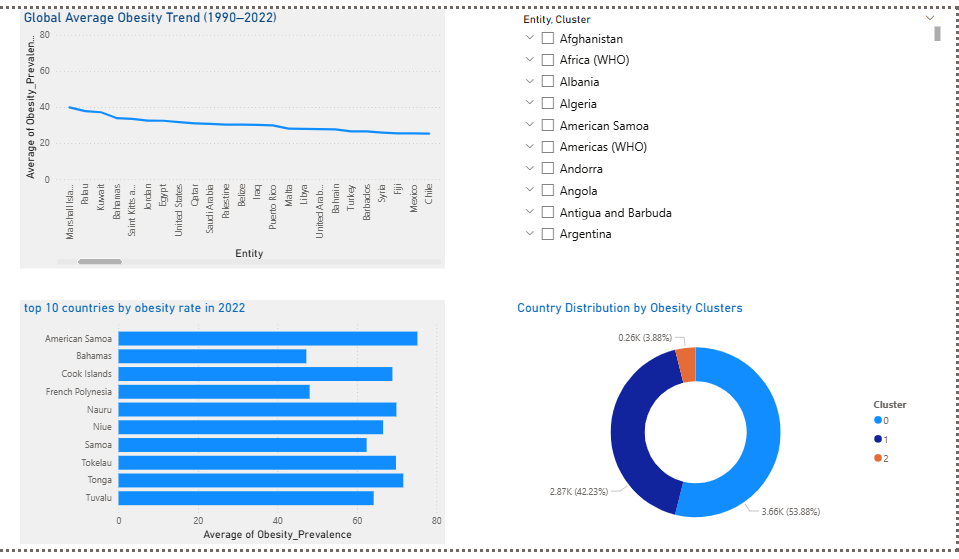 Global Average Obesity Trend (1990–2022)
Average of Obesity_Prevalen...
80
60
40
20
0
Marshall Isla...
Palau
Kuwait
Bahamas
Saint Kitts a...
Jordan
Egypt
United States
Qatar
Saudi Arabia
Palestine
Belize
Iraq
Puerto Rico
Malta
Libya
United Arab...
Bahrain
Turkey
Barbados
Syria
Fiji
Mexico
Chile
Entity
Entity, Cluster
Afghanistan
Africa (WHO)
Albania
Algeria
American Samoa
Americas (WHO)
Andorra
Angola
Antigua and Barbuda
Argentina
top 10 countries by obesity rate in 2022
American Samoa
Bahamas
Cook Islands
French Polynesia
Nauru
Niue
Samoa
Tokelau
Tonga
Tuvalu
0 20 40 60 80
Average of Obesity_Prevalence
Country Distribution by Obesity Clusters
0.26K (3.88%)
2.87K (42.23%)
3.66K (53.88%)
Cluster
0
1
2